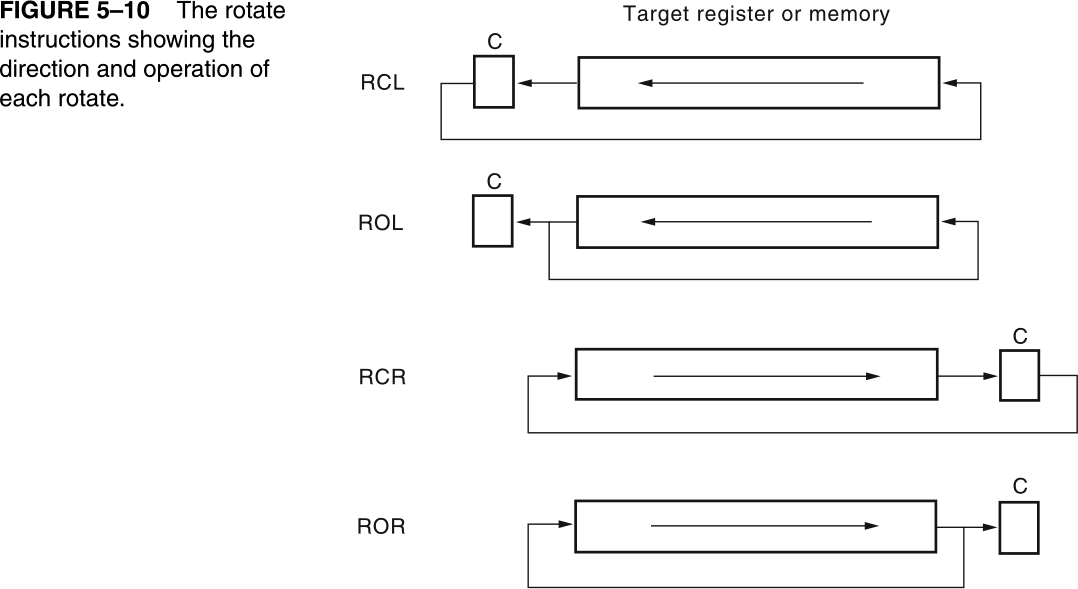 FIGURE 5–10 The rotate
instructions showing the
direction and operation of
each rotate.
Target register or memory
C
RCL
C
ROL
C
RCR
C
ROR